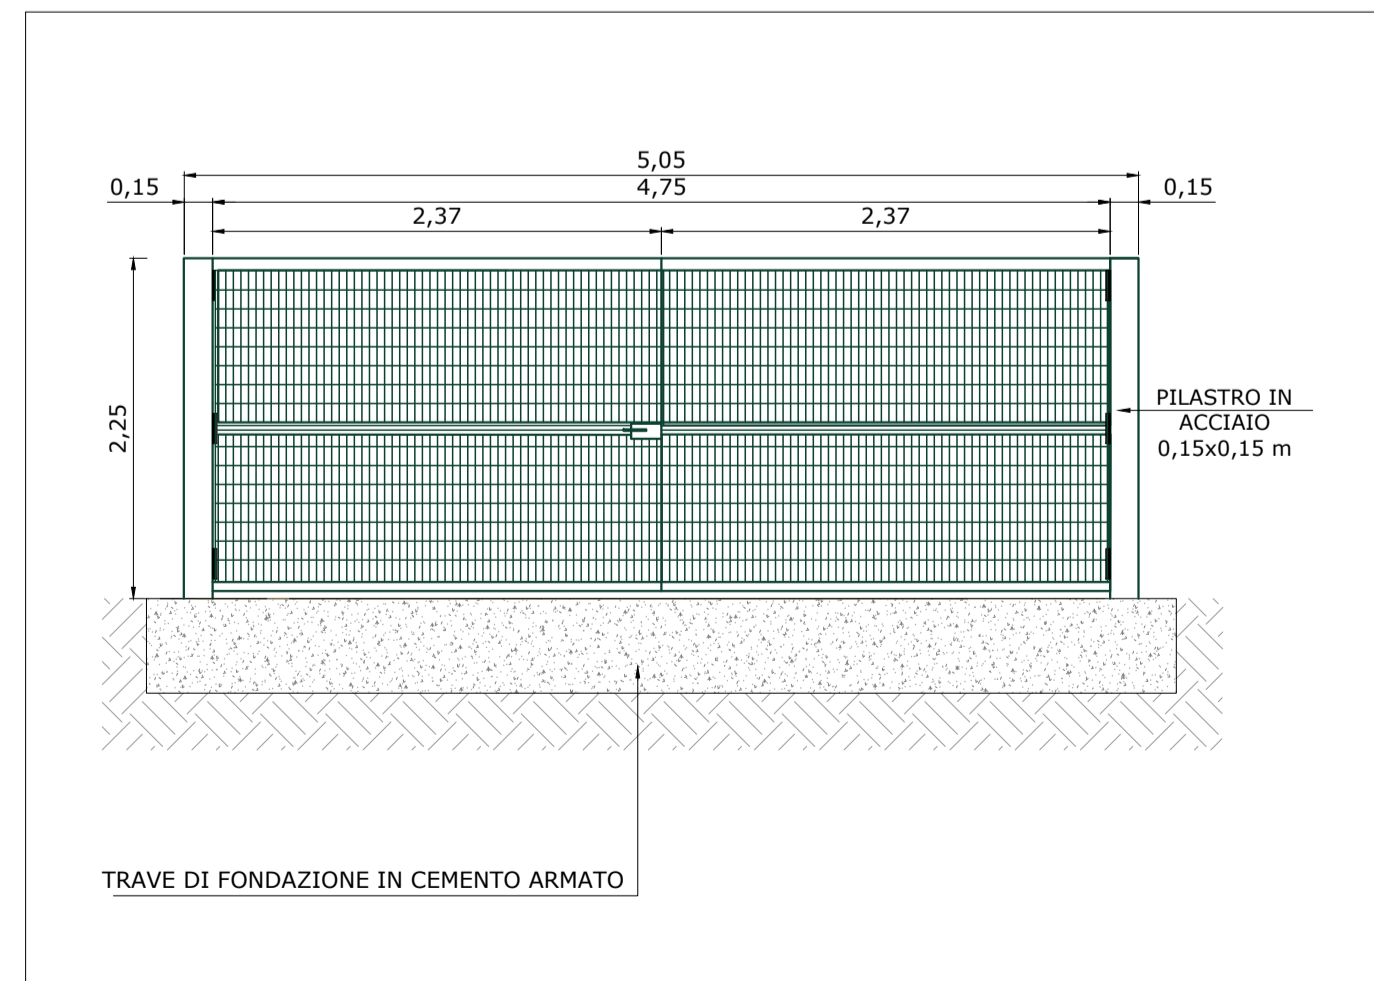 5,05
0,15
4,75
0,15
2,37
2,37
2,25
PILASTRO IN
ACCIAIO
0,15x0,15 m
TRAVE DI FONDAZIONE IN CEMENTO ARMATO